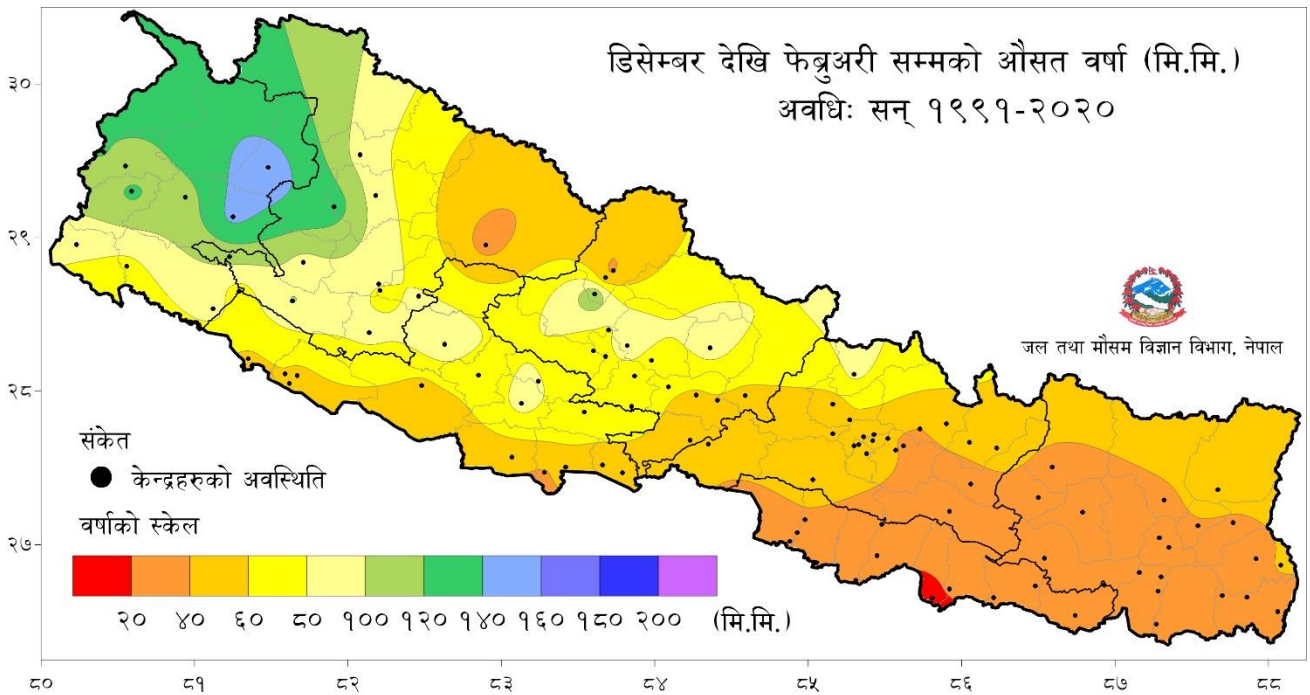 डिसेम्बर देखि फेब्रुअरी सम्मको औसत वर्षा (मि.मि.)
अवधिः सन् १९९१-२०२०
३०
२९
२८
२७
जल तथा मौसम विज्ञान विभाग, नेपाल
संकेत
केन्द्रहरुको अवस्थिति
वर्षाको स्केल
२० ४० ६० ८० १०० १२० १४० १६० १८० २०० (मि.मि.)
८० ८१ ८२ ८३ ८४ ८५ ८६ ८७ ८८